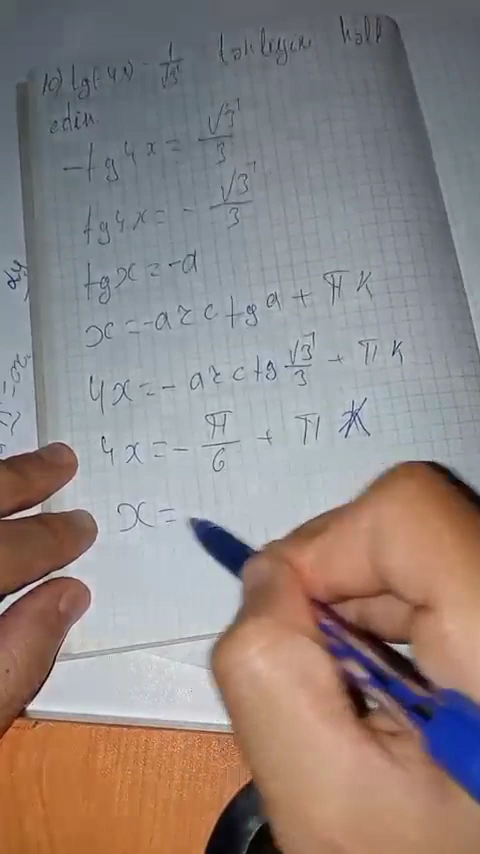 10) tg(-4x) = 1/√3 tənliyini həll
edin.
-tg4x = √3/3
tg4x = -√3/3
tgx = -a
x = -arctga + πk
4x = -arctg √3/3 + πk
4x = -π/6 + πk
x =